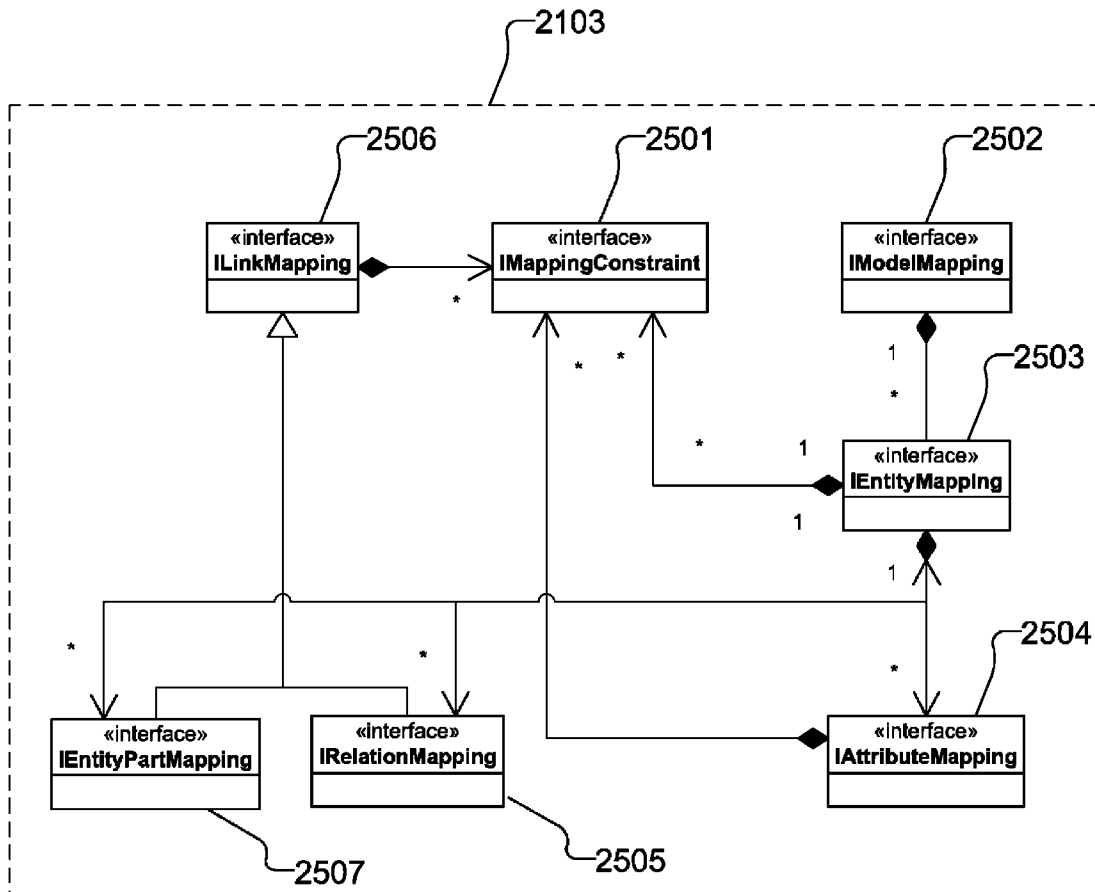 2103
2506
2501
2502
«interface»
ILinkMapping
*
«interface»
IMappingConstraint
«interface»
IModelMapping
*
*
1
*
2503
*
1
«interface»
IEntityMapping
1
1
*
*
*
2504
«interface»
IEntityPartMapping
«interface»
IRelationMapping
«interface»
IAttributeMapping
2507
2505